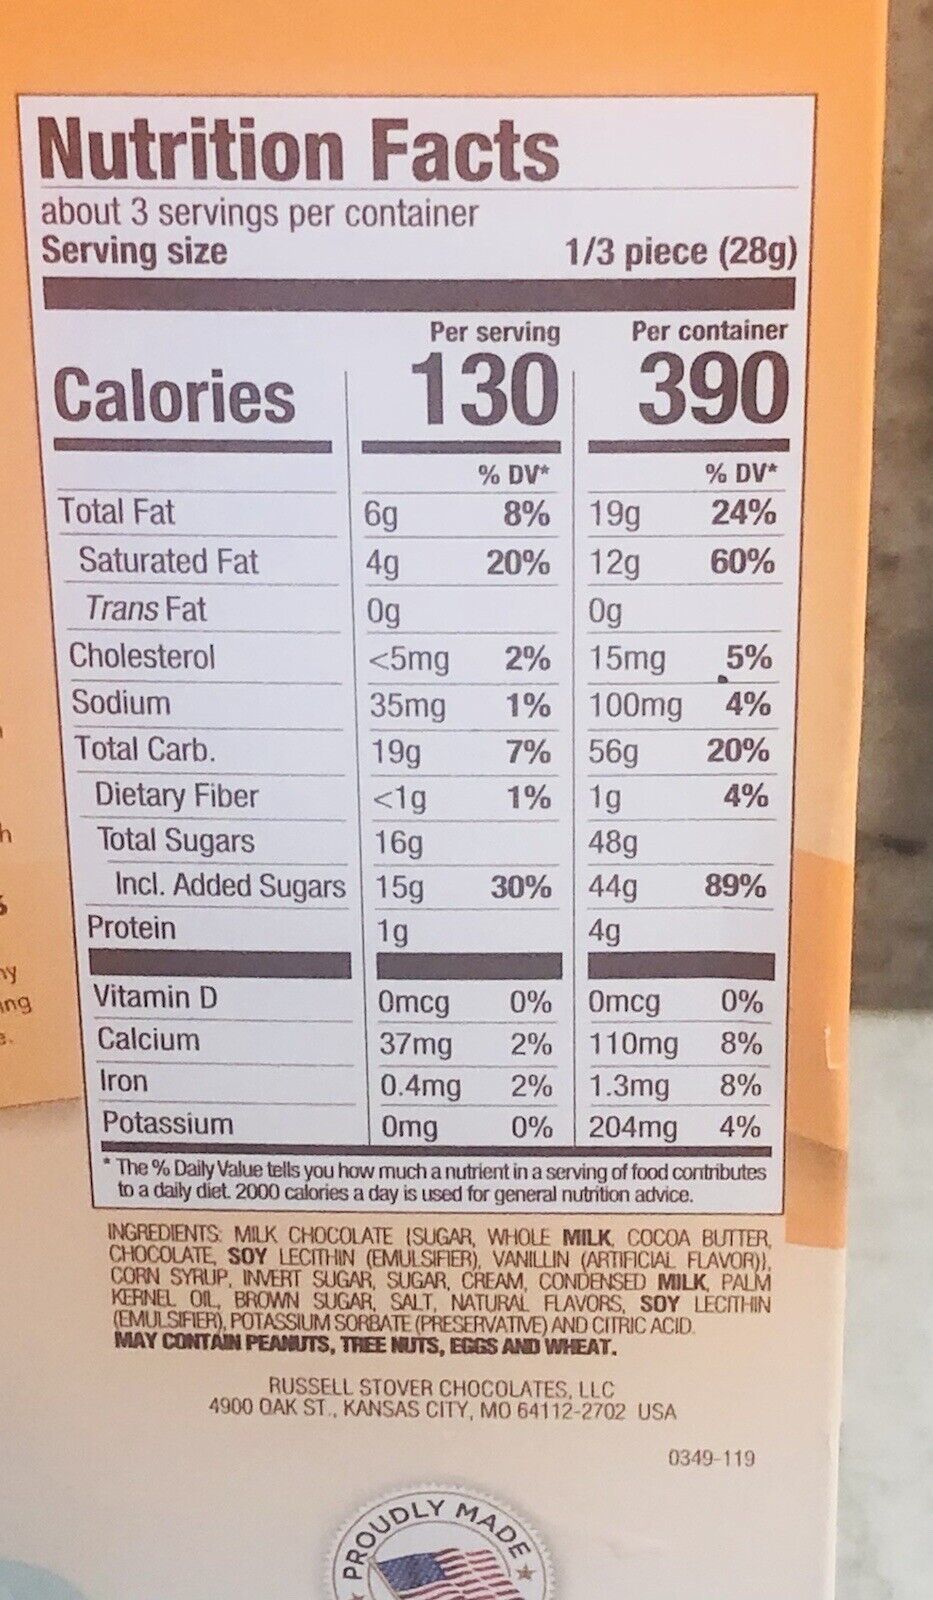 Nutrition Facts
about 3 servings per container
Serving size 1/3 piece (28g)
Per serving Per container
Calories 130 390
% DV* % DV*
Total Fat 6g 8% 19g 24%
Saturated Fat 4g 20% 12g 60%
Trans Fat 0g 0g
Cholesterol <5mg 2% 15mg 5%
Sodium 35mg 1% 100mg 4%
Total Carb. 19g 7% 56g 20%
Dietary Fiber <1g 1% 1g 4%
Total Sugars 16g 48g
Incl. Added Sugars 15g 30% 44g 89%
Protein 1g 4g
Vitamin D 0mcg 0% 0mcg 0%
Calcium 37mg 2% 110mg 8%
Iron 0.4mg 2% 1.3mg 8%
Potassium 0mg 0% 204mg 4%
* The % Daily Value tells you how much a nutrient in a serving of food contributes
to a daily diet. 2000 calories a day is used for general nutrition advice.
INGREDIENTS: MILK CHOCOLATE {SUGAR, WHOLE MILK, COCOA BUTTER,
CHOCOLATE, SOY LECITHIN (EMULSIFIER), VANILLIN (ARTIFICIAL FLAVOR)},
CORN SYRUP, INVERT SUGAR, SUGAR, CREAM, CONDENSED MILK, PALM
KERNEL OIL, BROWN SUGAR, SALT, NATURAL FLAVORS, SOY LECITHIN
(EMULSIFIER), POTASSIUM SORBATE (PRESERVATIVE) AND CITRIC ACID.
MAY CONTAIN PEANUTS, TREE NUTS, EGGS AND WHEAT.
RUSSELL STOVER CHOCOLATES, LLC
4900 OAK ST., KANSAS CITY, MO 64112-2702 USA
0349-119
PROUDLY MADE